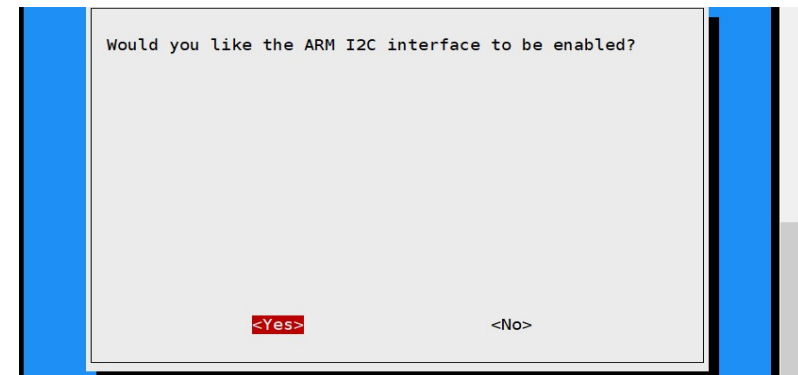 Would you like the ARM I2C interface to be enabled?
<Yes> <No>